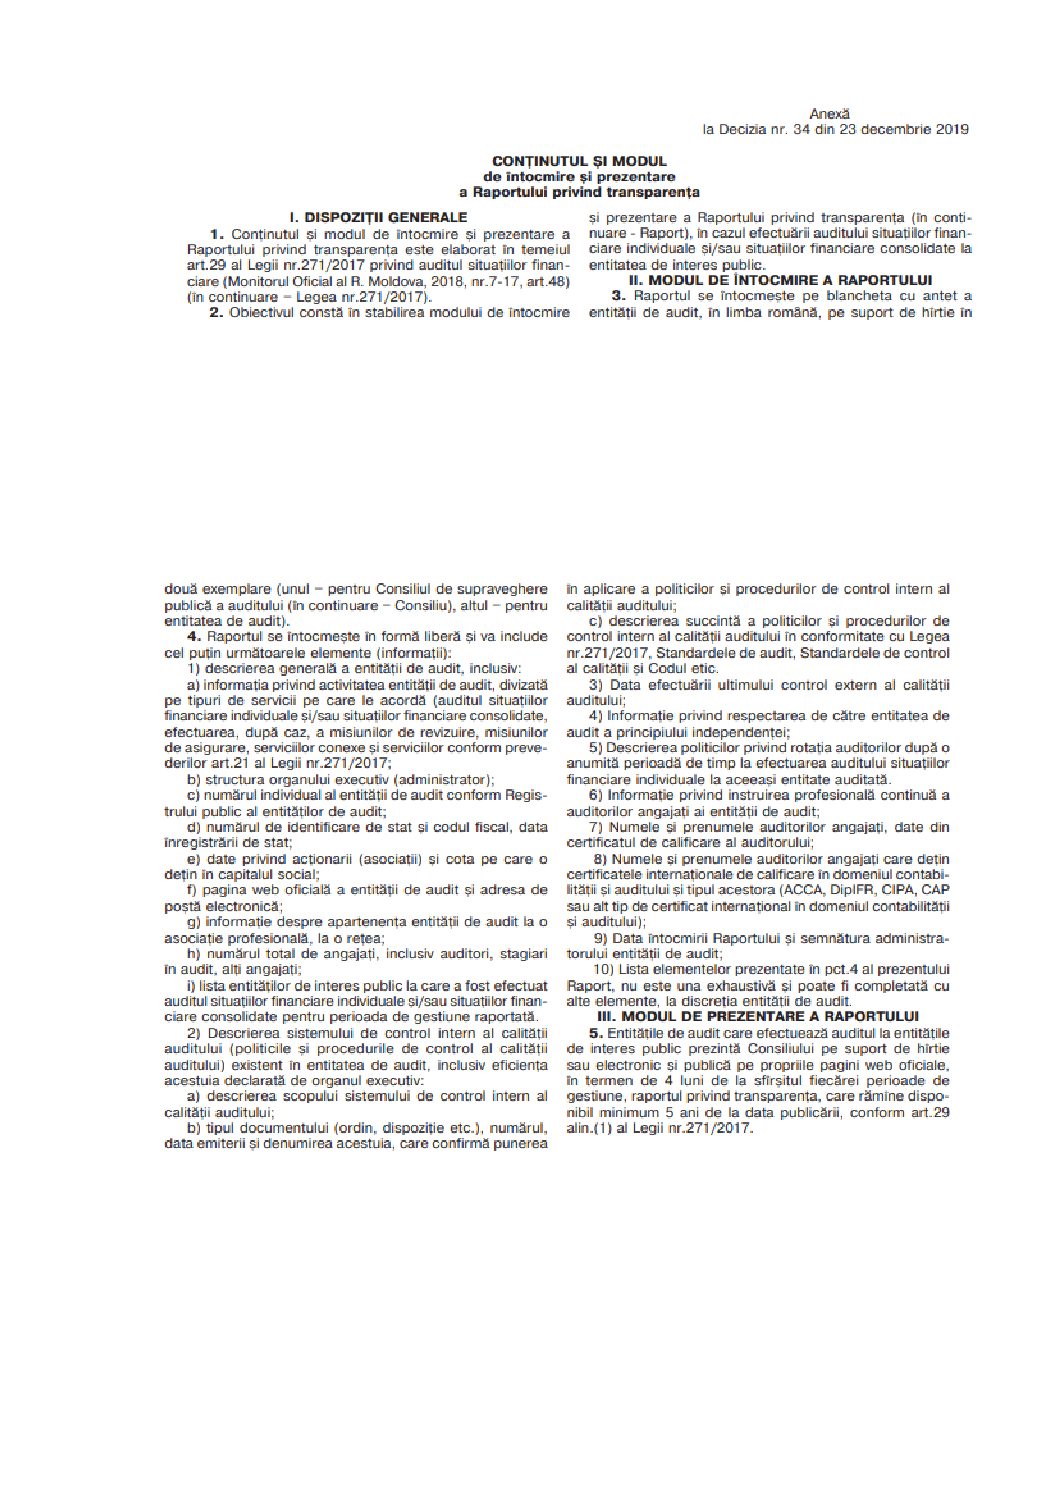 Anexă
la Decizia nr. 34 din 23 decembrie 2019
CONȚINUTUL ȘI MODUL
de întocmire și prezentare
a Raportului privind transparența
I. DISPOZIȚII GENERALE
1. Conținutul și modul de întocmire și prezentare a
Raportului privind transparența este elaborat în temeiul
art.29 al Legii nr.271/2017 privind auditul situațiilor finan-
ciare (Monitorul Oficial al R. Moldova, 2018, nr.7-17, art.48)
(în continuare – Legea nr.271/2017).
2. Obiectivul constă în stabilirea modului de întocmire
și prezentare a Raportului privind transparența (în conti-
nuare - Raport), în cazul efectuării auditului situațiilor finan-
ciare individuale și/sau situațiilor financiare consolidate la
entitatea de interes public.
II. MODUL DE ÎNTOCMIRE A RAPORTULUI
3. Raportul se întocmește pe blancheta cu antet a
entității de audit, în limba română, pe suport de hîrtie în
două exemplare (unul – pentru Consiliul de supraveghere
publică a auditului (în continuare – Consiliu), altul – pentru
entitatea de audit).
4. Raportul se întocmește în formă liberă și va include
cel puțin următoarele elemente (informații):
1) descrierea generală a entității de audit, inclusiv:
a) informația privind activitatea entității de audit, divizată
pe tipuri de servicii pe care le acordă (auditul situațiilor
financiare individuale și/sau situațiilor financiare consolidate,
efectuarea, după caz, a misiunilor de revizuire, misiunilor
de asigurare, serviciilor conexe și serviciilor conform preve-
derilor art.21 al Legii nr.271/2017;
b) structura organului executiv (administrator);
c) numărul individual al entității de audit conform Regis-
trului public al entităților de audit;
d) numărul de identificare de stat și codul fiscal, data
înregistrării de stat;
e) date privind acționarii (asociații) și cota pe care o
dețin în capitalul social;
f) pagina web oficială a entității de audit și adresa de
poștă electronică;
g) informație despre apartenența entității de audit la o
asociație profesională, la o rețea;
h) numărul total de angajați, inclusiv auditori, stagiari
în audit, alți angajați;
i) lista entităților de interes public la care a fost efectuat
auditul situațiilor financiare individuale și/sau situațiilor finan-
ciare consolidate pentru perioada de gestiune raportată.
2) Descrierea sistemului de control intern al calității
auditului (politicile și procedurile de control al calității
auditului) existent în entitatea de audit, inclusiv eficiența
acestuia declarată de organul executiv:
a) descrierea scopului sistemului de control intern al
calității auditului;
b) tipul documentului (ordin, dispoziție etc.), numărul,
data emiterii și denumirea acestuia, care confirmă punerea
în aplicare a politicilor și procedurilor de control intern al
calității auditului;
c) descrierea succintă a politicilor și procedurilor de
control intern al calității auditului în conformitate cu Legea
nr.271/2017, Standardele de audit, Standardele de control
al calității și Codul etic.
3) Data efectuării ultimului control extern al calității
auditului;
4) Informație privind respectarea de către entitatea de
audit a principiului independenței;
5) Descrierea politicilor privind rotația auditorilor după o
anumită perioadă de timp la efectuarea auditului situațiilor
financiare individuale la aceeași entitate auditată.
6) Informație privind instruirea profesională continuă a
auditorilor angajați ai entității de audit;
7) Numele și prenumele auditorilor angajați, date din
certificatul de calificare al auditorului;
8) Numele și prenumele auditorilor angajați care dețin
certificatele internaționale de calificare în domeniul contabi-
lității și auditului și tipul acestora (ACCA, DipIFR, CIPA, CAP
sau alt tip de certificat internațional în domeniul contabilității
și auditului);
9) Data întocmirii Raportului și semnătura administra-
torului entității de audit;
10) Lista elementelor prezentate în pct.4 al prezentului
Raport, nu este una exhaustivă și poate fi completată cu
alte elemente, la discreția entității de audit.
III. MODUL DE PREZENTARE A RAPORTULUI
5. Entitățile de audit care efectuează auditul la entitățile
de interes public prezintă Consiliului pe suport de hîrtie
sau electronic și publică pe propriile pagini web oficiale,
în termen de 4 luni de la sfîrșitul fiecărei perioade de
gestiune, raportul privind transparența, care rămîne dispo-
nibil minimum 5 ani de la data publicării, conform art.29
alin.(1) al Legii nr.271/2017.